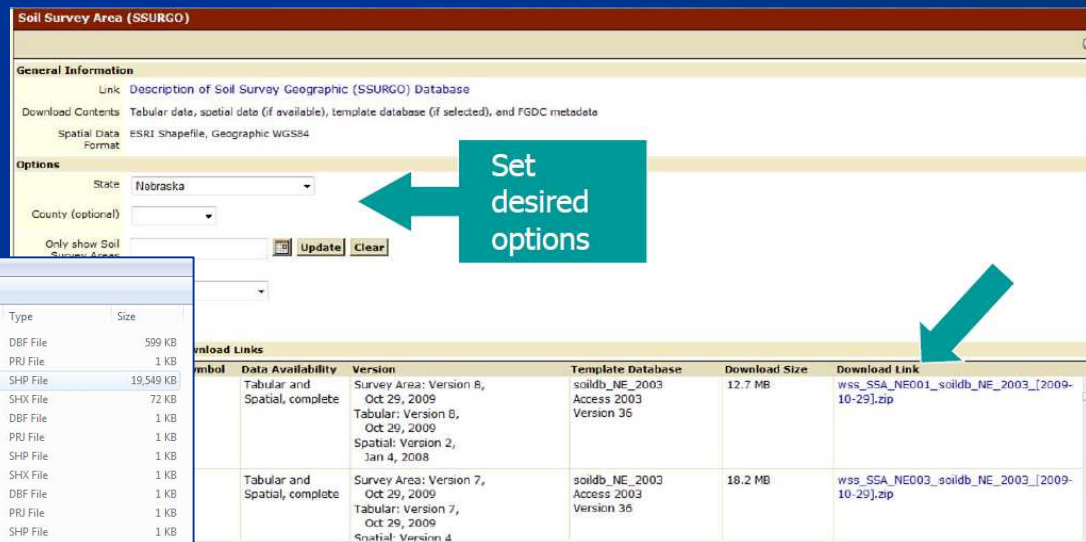 Soil Survey Area (SSURGO)
General Information
Link Description of Soil Survey Geographic (SSURGO) Database
Download Contents Tabular data, spatial data (if available), template database (if selected), and FGDC metadata
Spatial Data Format ESRI Shapefile, Geographic WGS84
Options
State Nebraska
County (optional)
Only show Soil
Survey Areas
Update Clear
Set
desired
options
Type Size
DBF File 599 KB
PRJ File 1 KB
SHP File 19,549 KB
SHX File 72 KB
DBF File 1 KB
PRJ File 1 KB
SHP File 1 KB
SHX File 1 KB
DBF File 1 KB
PRJ File 1 KB
SHP File 1 KB
Links
Data Availability Version Template Database Download Size Download Link
Tabular and Survey Area: Version 8, soildb_NE_2003 12.7 MB wss_SSA_NE001_soildb_NE_2003_[2009-
Spatial, complete Oct 29, 2009 Access 2003 10-29].zip
Tabular: Version 8, Version 36
Oct 29, 2009
Spatial: Version 2,
Jan 4, 2008
Tabular and Survey Area: Version 7, soildb_NE_2003 18.2 MB wss_SSA_NE003_soildb_NE_2003_[2009-
Spatial, complete Oct 29, 2009 Access 2003 10-29].zip
Tabular: Version 7, Version 36
Oct 29, 2009
Spatial: Version 4